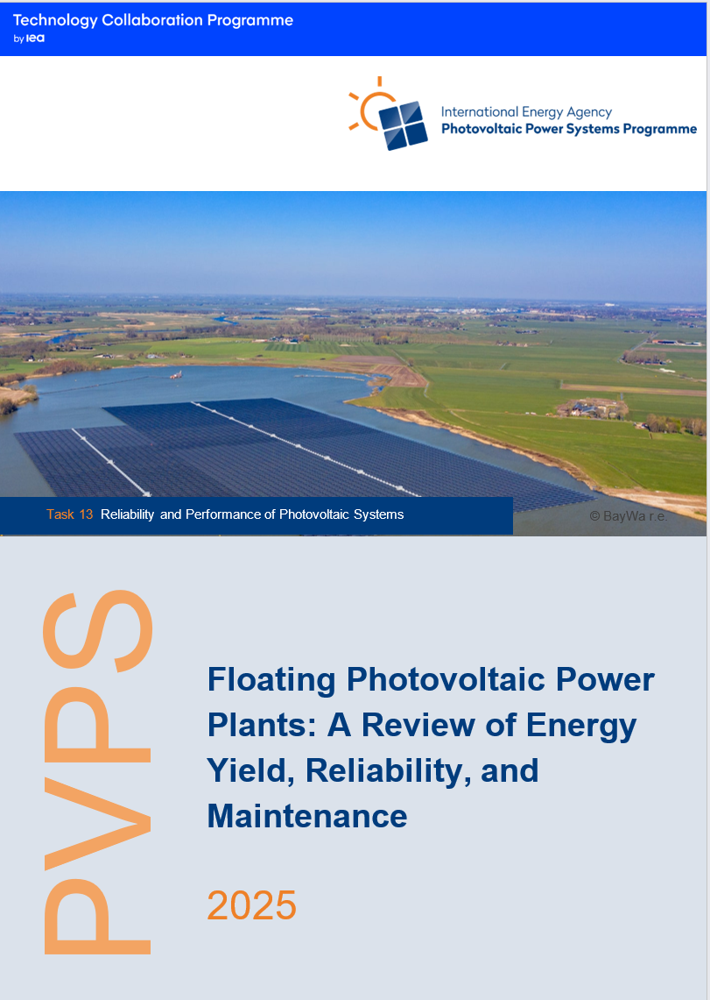 Technology Collaboration Programme
by iea
International Energy Agency
Photovoltaic Power Systems Programme
Task 13 Reliability and Performance of Photovoltaic Systems
© BayWa r.e.
PVPS
Floating Photovoltaic Power
Plants: A Review of Energy
Yield, Reliability, and
Maintenance
2025